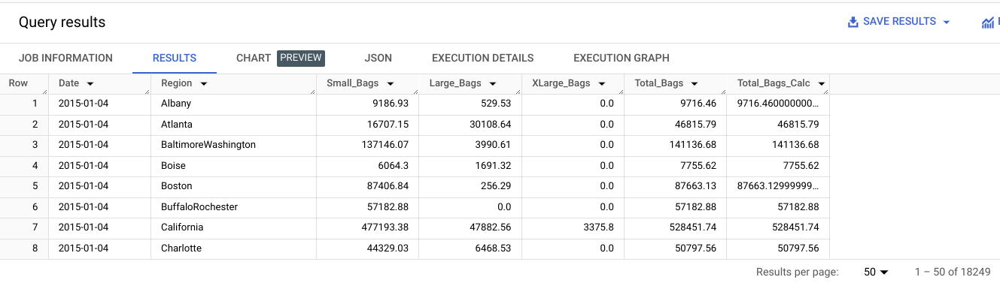 Query results SAVE RESULTS
JOB INFORMATION RESULTS CHART PREVIEW JSON EXECUTION DETAILS EXECUTION GRAPH
Row Date Region Small_Bags Large_Bags XLarge_Bags Total_Bags Total_Bags_Calc
1 2015-01-04 Albany 9186.93 529.53 0.0 9716.46 9716.460000000...
2 2015-01-04 Atlanta 16707.15 30108.64 0.0 46815.79 46815.79
3 2015-01-04 BaltimoreWashington 137146.07 3990.61 0.0 141136.68 141136.68
4 2015-01-04 Boise 6064.3 1691.32 0.0 7755.62 7755.62
5 2015-01-04 Boston 87406.84 256.29 0.0 87663.13 87663.12999999...
6 2015-01-04 BuffaloRochester 57182.88 0.0 0.0 57182.88 57182.88
7 2015-01-04 California 477193.38 47882.56 3375.8 528451.74 528451.74
8 2015-01-04 Charlotte 44329.03 6468.53 0.0 50797.56 50797.56
Results per page: 50 1 – 50 of 18249